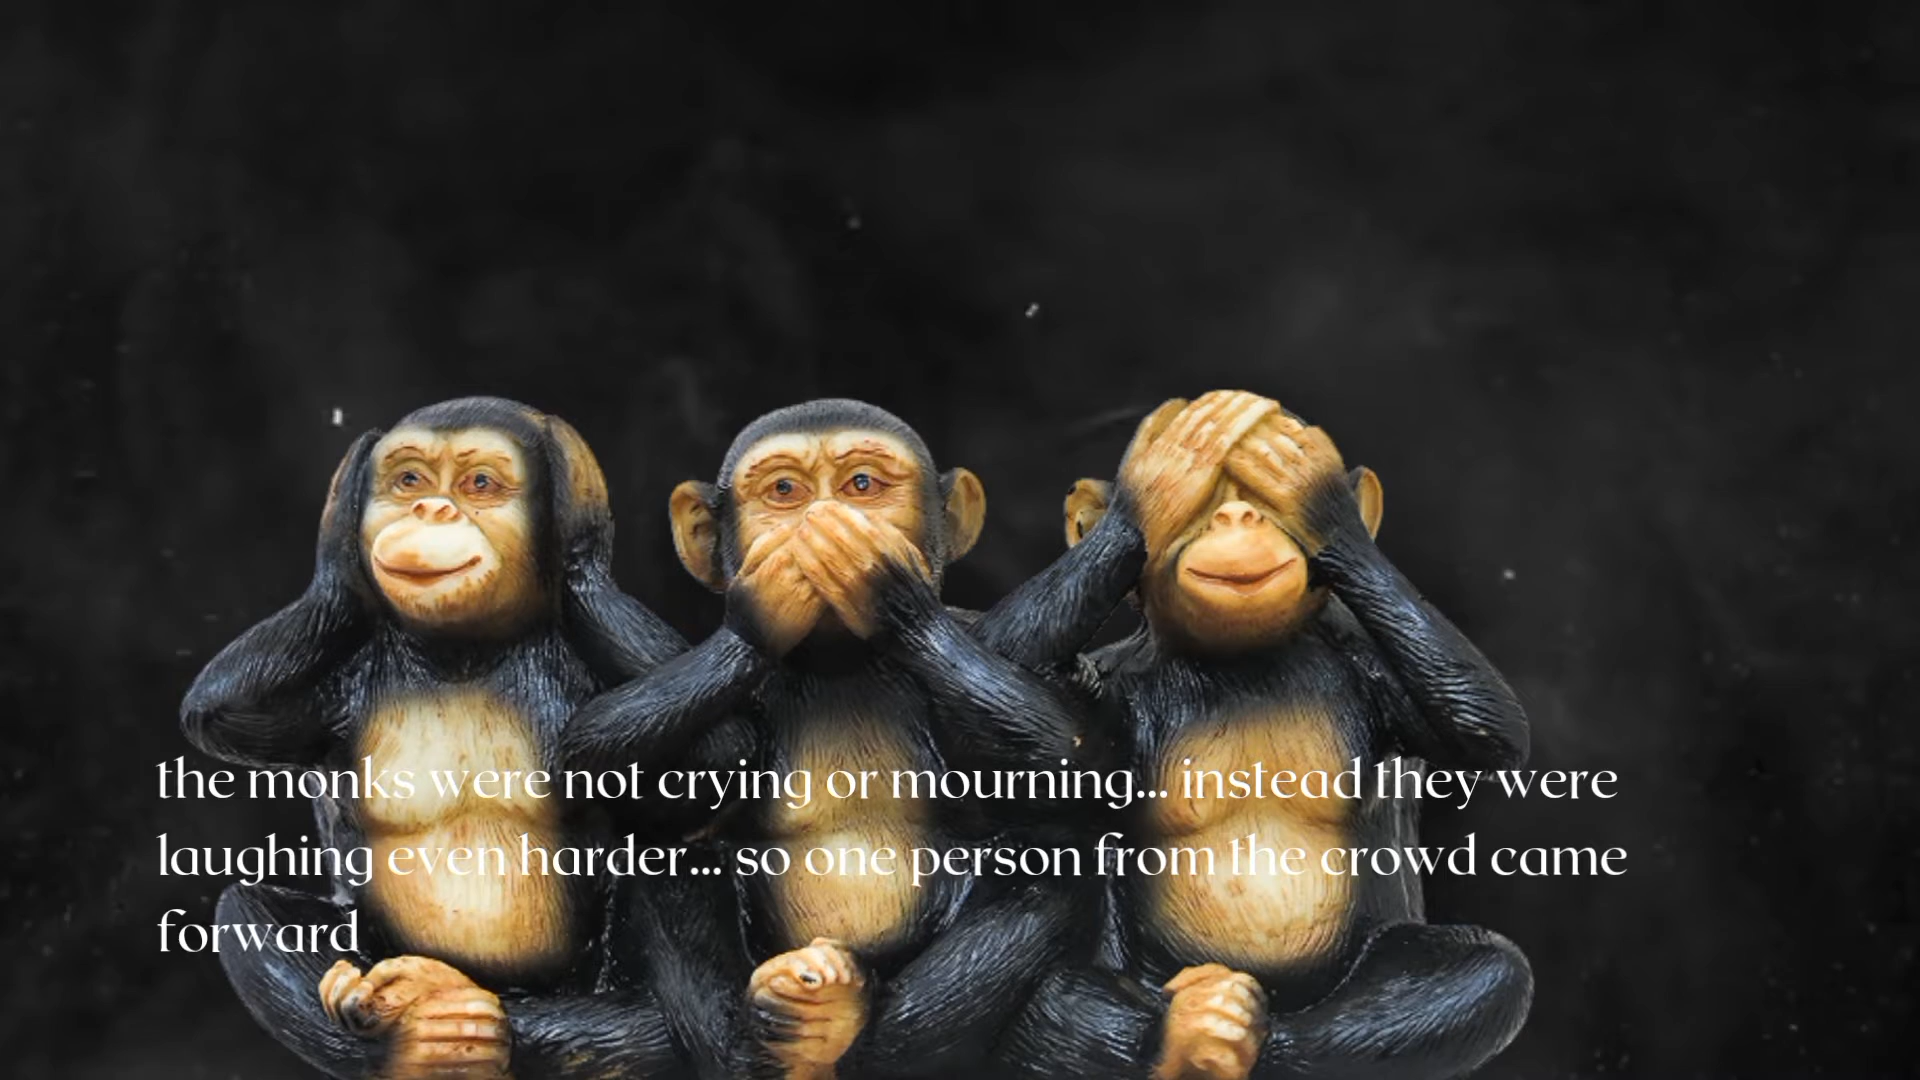 the monks were not crying or mourning... instead they were
laughing even harder... so one person from the crowd came
forward